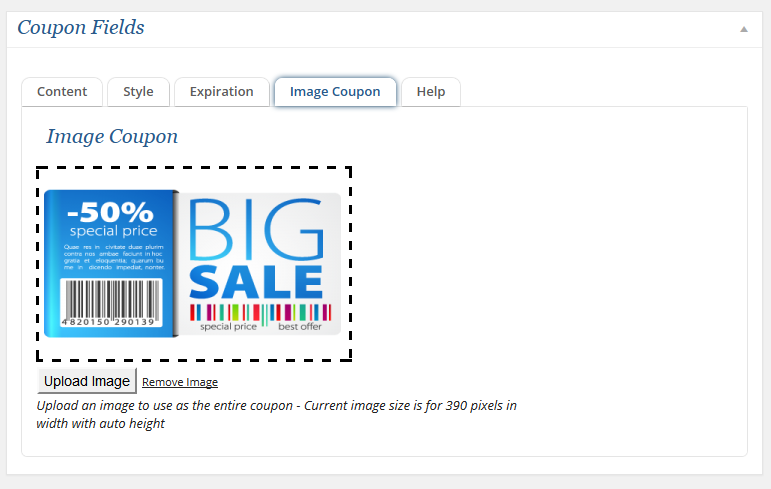 Coupon Fields
Content
Style
Expiration
Image Coupon
Help
Image Coupon
-50%
special price
Quae res in civitate duae plurim
contra nos ambae faciunt in hoc
gratia et eloquentia; quarum tiu
me in dicendo impediat, nonter
4820150290139
BIG
SALE
special price
best offer
Upload Image
Remove Image
Upload an image to use as the entire coupon - Current image size is for 390 pixels in
width with auto height